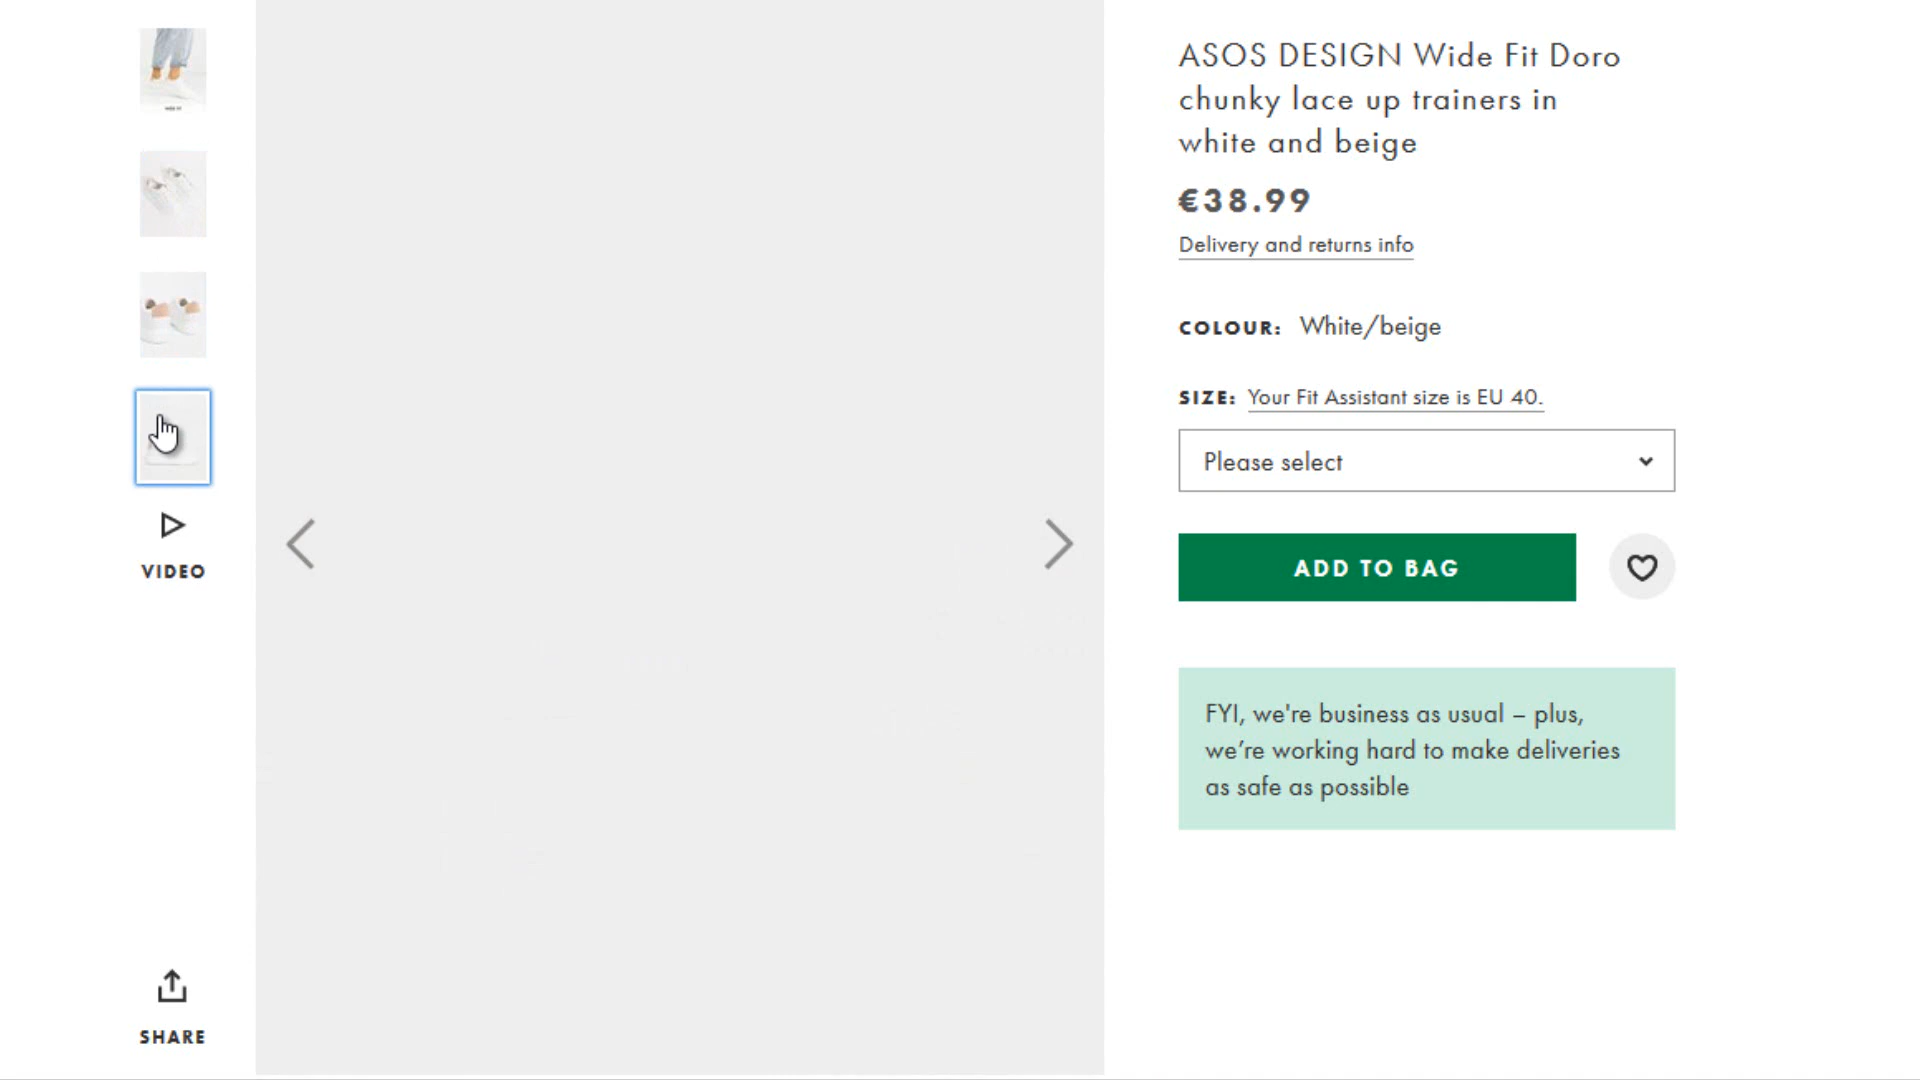 ASOS DESIGN Wide Fit Doro
chunky lace up trainers in
white and beige
€38.99
Delivery and returns info
COLOUR: White/beige
SIZE: Your Fit Assistant size is EU 40.
Please select
ADD TO BAG
FYI, we're business as usual – plus,
we’re working hard to make deliveries
as safe as possible
VIDEO
SHARE